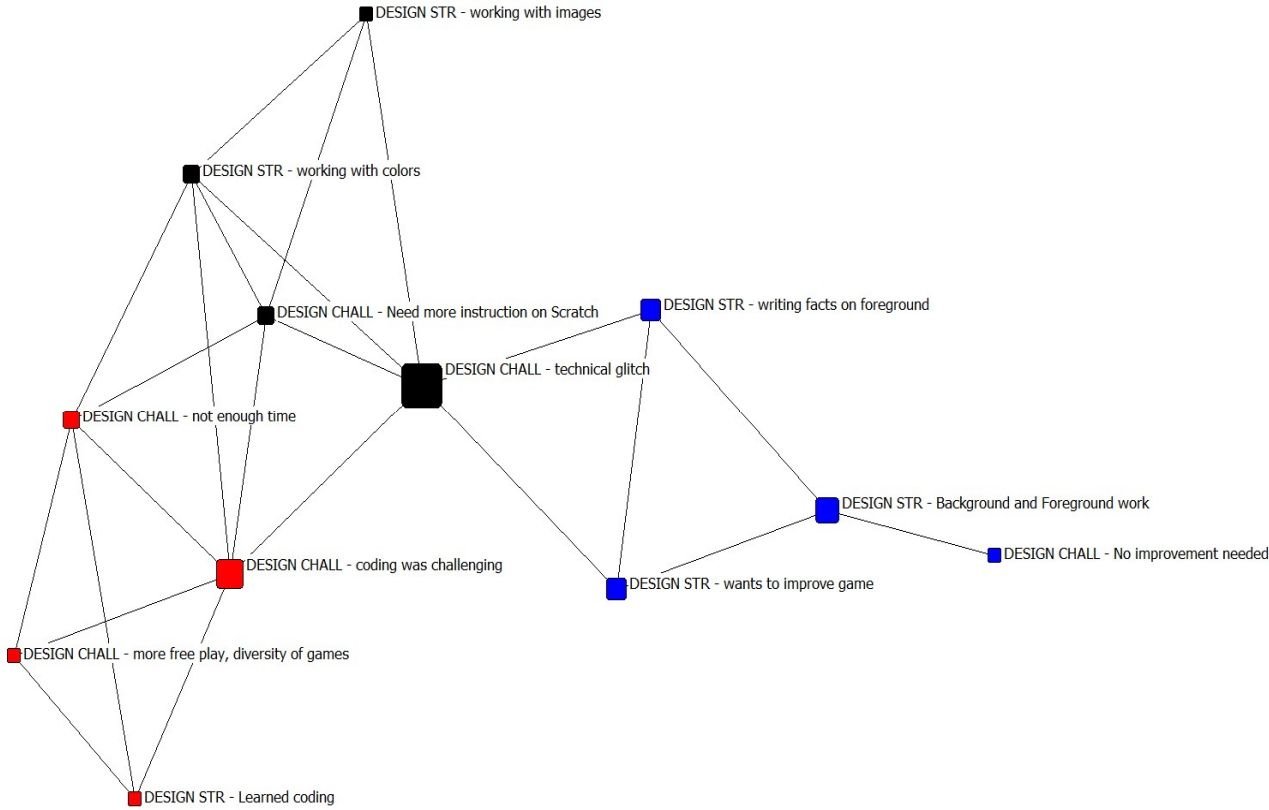 DESIGN STR - working with images
DESIGN STR - working with colors
DESIGN STR - writing facts on foreground
DESIGN CHALL - Need more instruction on Scratch
DESIGN CHALL - technical glitch
DESIGN CHALL - not enough time
DESIGN STR - Background and Foreground work
DESIGN CHALL - No improvement needed
DESIGN CHALL - coding was challenging
DESIGN STR - wants to improve game
DESIGN CHALL - more free play, diversity of games
DESIGN STR - Learned coding